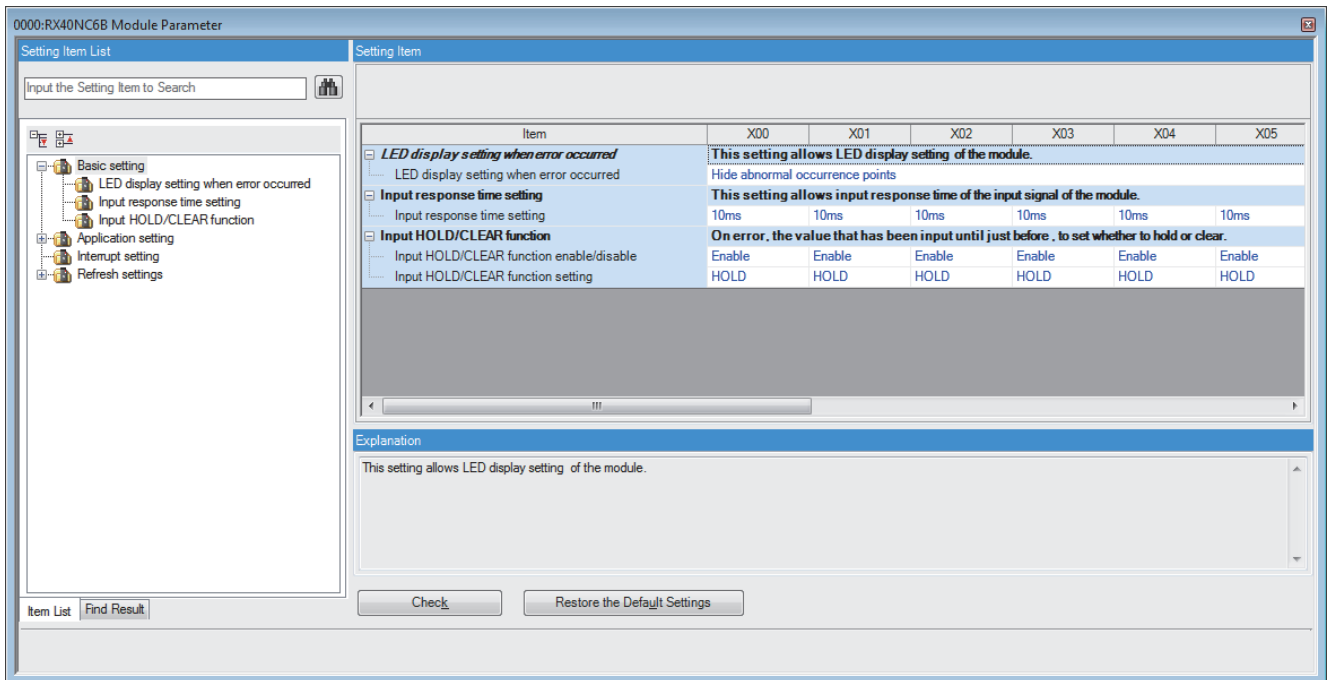 0000:RX40NC6B Module Parameter
Setting Item List
Input the Setting Item to Search
Basic setting
LED display setting when error occurred
Input response time setting
Input HOLD/CLEAR function
Application setting
Interrupt setting
Refresh settings
Item List Find Result
Setting Item
Item X00 X01 X02 X03 X04 X05
LED display setting when error occurred This setting allows LED display setting of the module.
LED display setting when error occurred Hide abnormal occurrence points
Input response time setting This setting allows input response time of the input signal of the module.
Input response time setting 10ms 10ms 10ms 10ms 10ms 10ms
Input HOLD/CLEAR function On error, the value that has been input until just before , to set whether to hold or clear.
Input HOLD/CLEAR function enable/disable Enable Enable Enable Enable Enable Enable
Input HOLD/CLEAR function setting HOLD HOLD HOLD HOLD HOLD HOLD
Explanation
This setting allows LED display setting of the module.
Check Restore the Default Settings